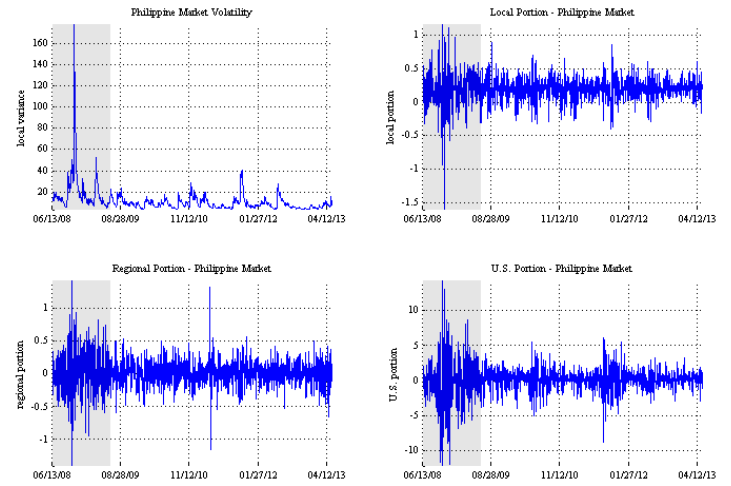 Philippine Market Volatility
local variance
160
140
120
100
80
60
40
20
06/13/08 08/28/09 11/12/10 01/27/12 04/12/13
Local Portion - Philippine Market
local portion
1
0.5
0
-0.5
-1
-1.5
06/13/08 08/28/09 11/12/10 01/27/12 04/12/13
Regional Portion - Philippine Market
regional portion
1
0.5
0
-0.5
-1
06/13/08 08/28/09 11/12/10 01/27/12 04/12/13
U.S. Portion - Philippine Market
U.S. portion
10
5
0
-5
-10
06/13/08 08/28/09 11/12/10 01/27/12 04/12/13